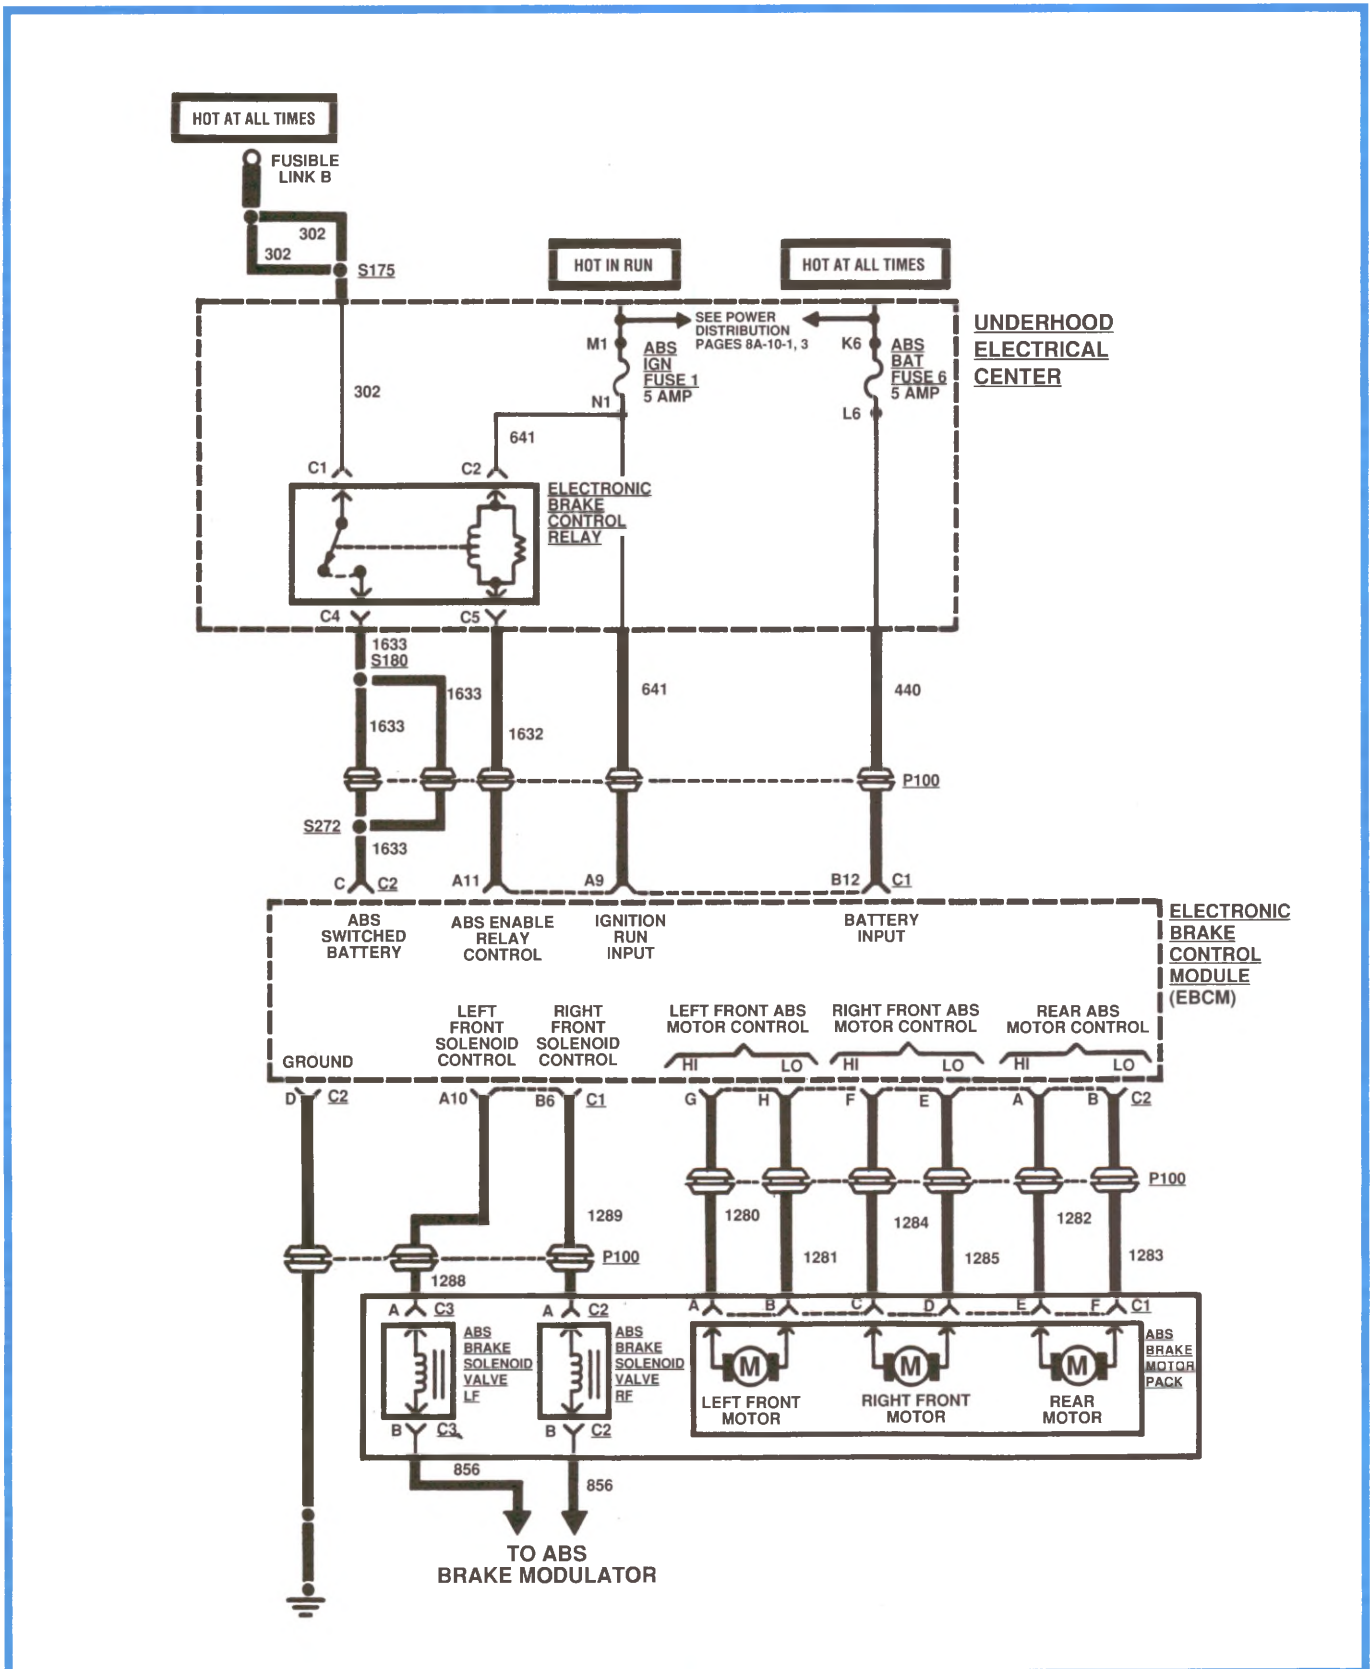 HOT AT ALL TIMES
FUSIBLE
LINK B
302
302
S175
HOT IN RUN
HOT AT ALL TIMES
SEE POWER
DISTRIBUTION
PAGES 8A-10-1, 3
UNDERHOOD
ELECTRICAL
CENTER
M1
ABS
IGN
FUSE 1
5 AMP
K6
ABS
BAT
FUSE 6
5 AMP
302
N1
L6
641
C1
C2
ELECTRONIC
BRAKE
CONTROL
RELAY
C4
C5
1633
S180
1633
1633
1632
641
440
P100
S272
1633
C
C2
A11
A9
B12
C1
ABS
SWITCHED
BATTERY
ABS ENABLE
RELAY
CONTROL
IGNITION
RUN
INPUT
BATTERY
INPUT
ELECTRONIC
BRAKE
CONTROL
MODULE
(EBCM)
GROUND
LEFT
FRONT
SOLENOID
CONTROL
RIGHT
FRONT
SOLENOID
CONTROL
LEFT FRONT ABS
MOTOR CONTROL
HI
LO
RIGHT FRONT ABS
MOTOR CONTROL
HI
LO
REAR ABS
MOTOR CONTROL
HI
LO
D
C2
A10
B6
C1
G
H
F
E
A
B
C2
P100
1289
1280
1281
1284
1285
1282
1283
P100
1288
A
C3
A
C2
A
B
C
D
E
F
C1
ABS
BRAKE
SOLENOID
VALVE
LF
ABS
BRAKE
SOLENOID
VALVE
RF
M
LEFT FRONT
MOTOR
M
RIGHT FRONT
MOTOR
M
REAR
MOTOR
ABS
BRAKE
MOTOR
PACK
B
C3
B
C2
856
856
TO ABS
BRAKE MODULATOR